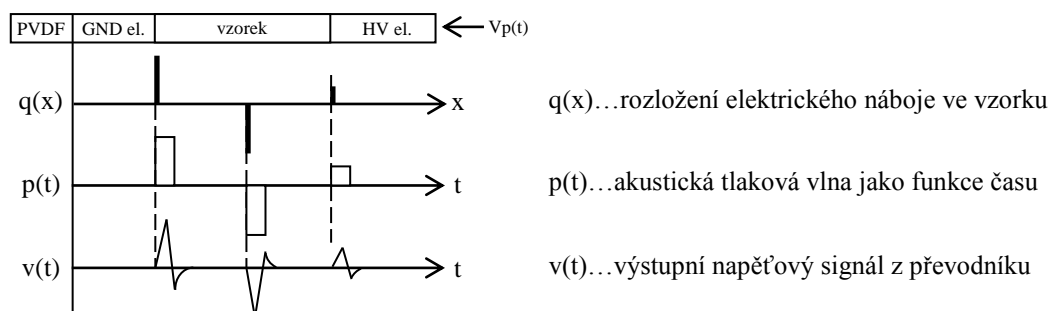 PVDF GND el. vzorek HV el. Vp(t)
q(x) x q(x)…rozložení elektrického náboje ve vzorku
p(t) t p(t)…akustická tlaková vlna jako funkce času
v(t) t v(t)…výstupní napěťový signál z převodníku